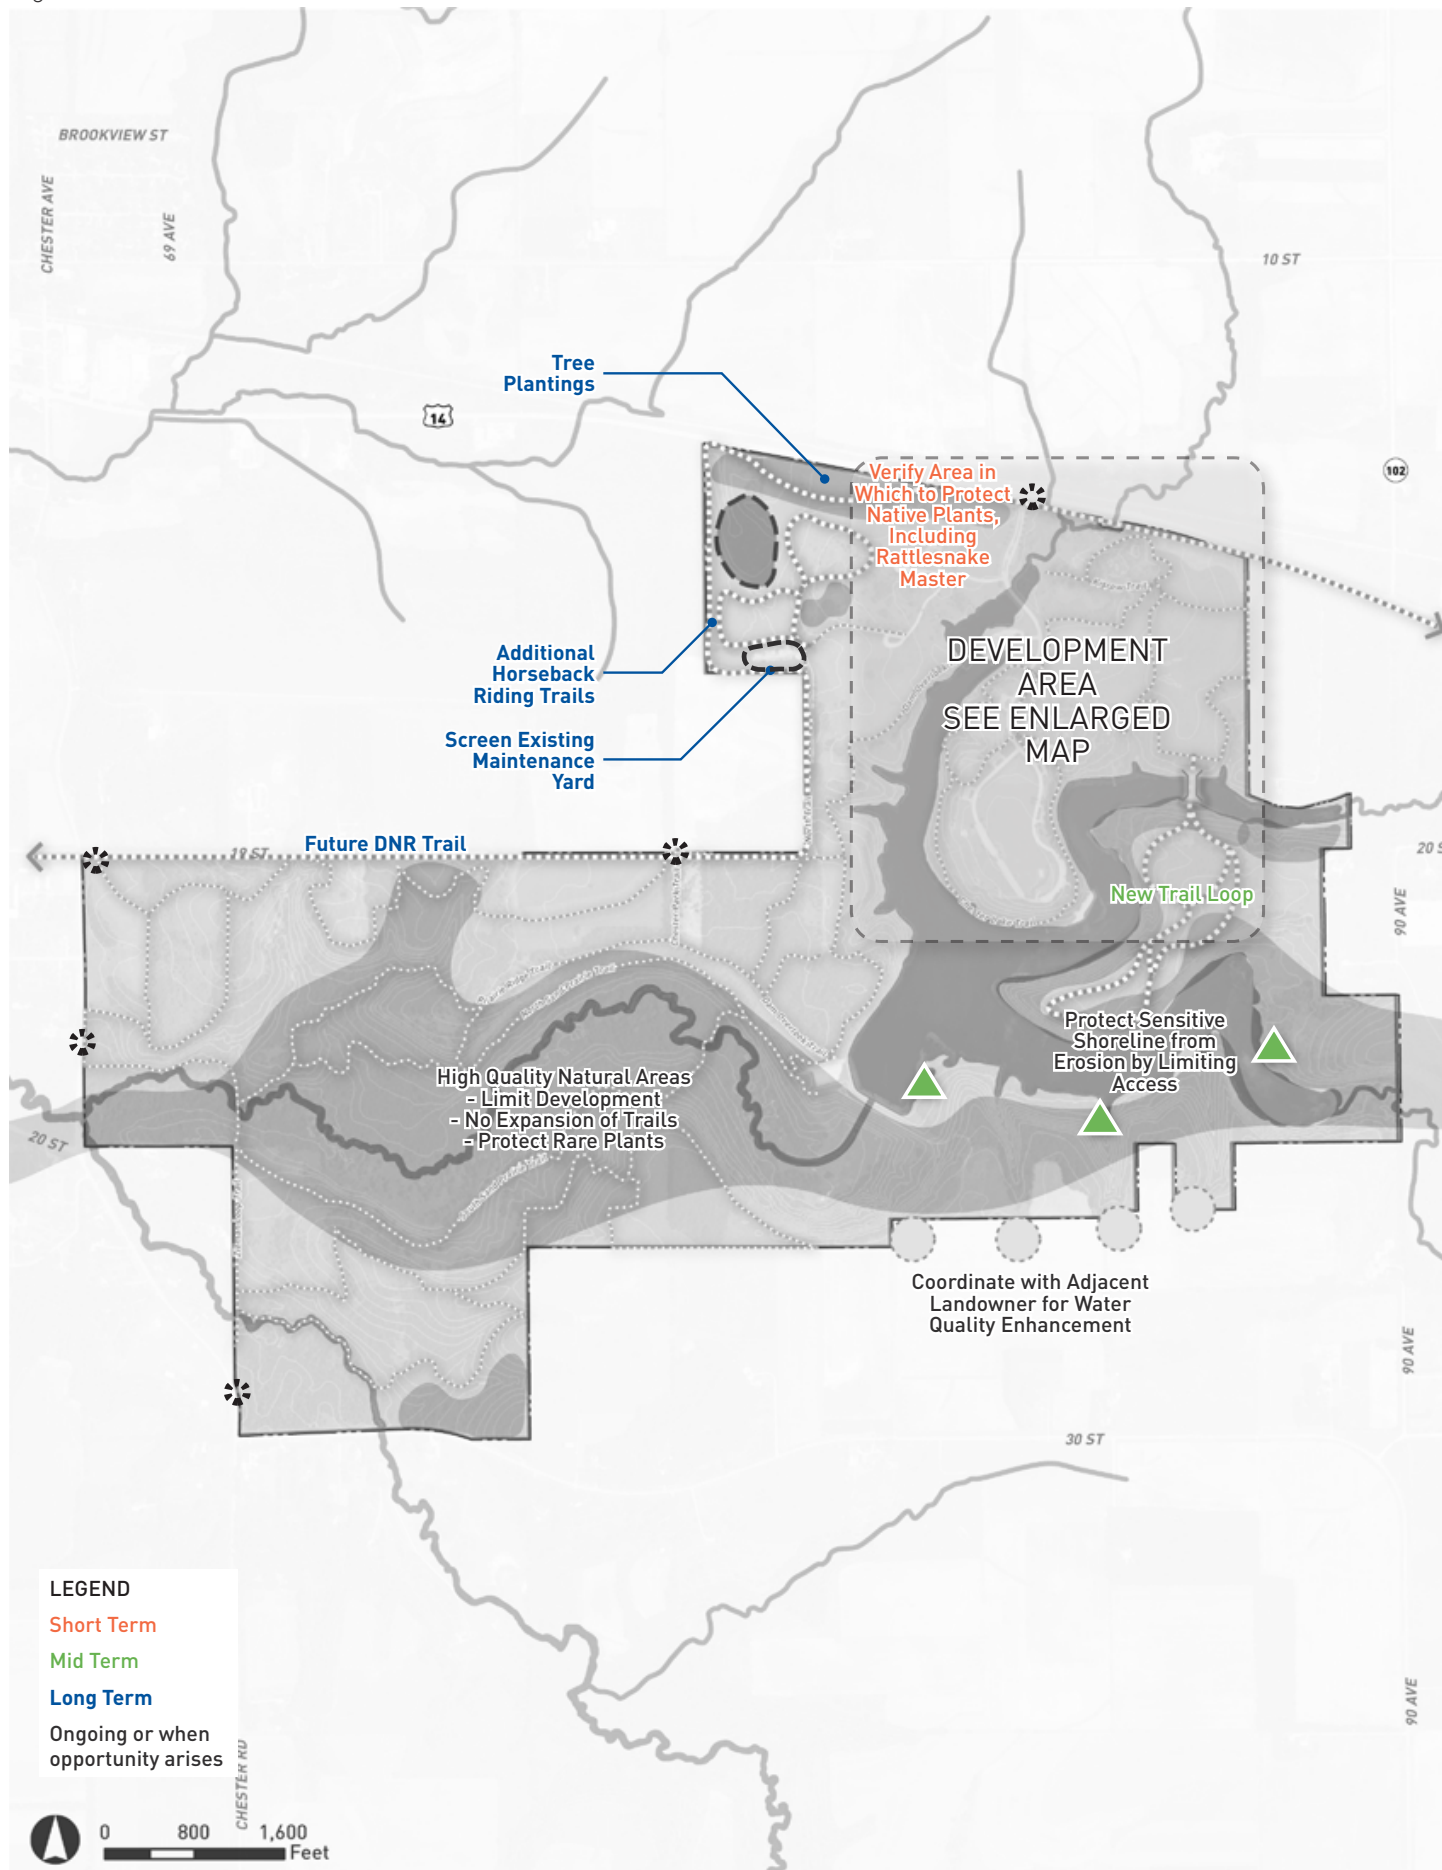 BROOKVIEW ST
CHESTER AVE
69 AVE
10 ST
Tree
Plantings
14
102
Verify Area in
Which to Protect
Native Plants,
Including
Rattlesnake
Master
Additional
Horseback
Riding Trails
DEVELOPMENT
AREA
SEE ENLARGED
MAP
Screen Existing
Maintenance
Yard
Future DNR Trail
19 ST
20 S
New Trail Loop
90 AVE
Protect Sensitive
Shoreline from
Erosion by Limiting
Access
High Quality Natural Areas
- Limit Development
- No Expansion of Trails
- Protect Rare Plants
20 ST
Coordinate with Adjacent
Landowner for Water
Quality Enhancement
90 AVE
30 ST
LEGEND
Short Term
Mid Term
Long Term
Ongoing or when
opportunity arises
CHESTER RD
90 AVE
0 800 1,600
Feet